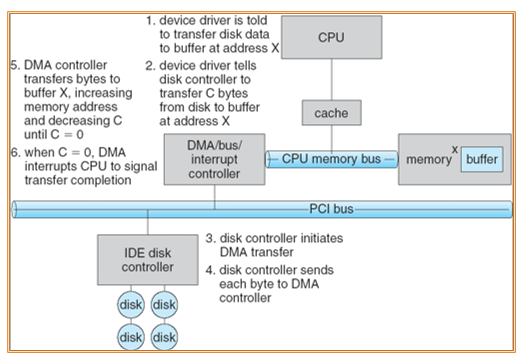 1. device driver is told
to transfer disk data
to buffer at address X
2. device driver tells
disk controller to
transfer C bytes
from disk to buffer
at address X
5. DMA controller
transfers bytes to
buffer X, increasing
memory address
and decreasing C
until C = 0
6. when C = 0, DMA
interrupts CPU to signal
transfer completion
CPU
cache
DMA/bus/
interrupt
controller
CPU memory bus
memory
X
buffer
PCI bus
IDE disk
controller
3. disk controller initiates
DMA transfer
4. disk controller sends
each byte to DMA
controller
disk disk
disk disk